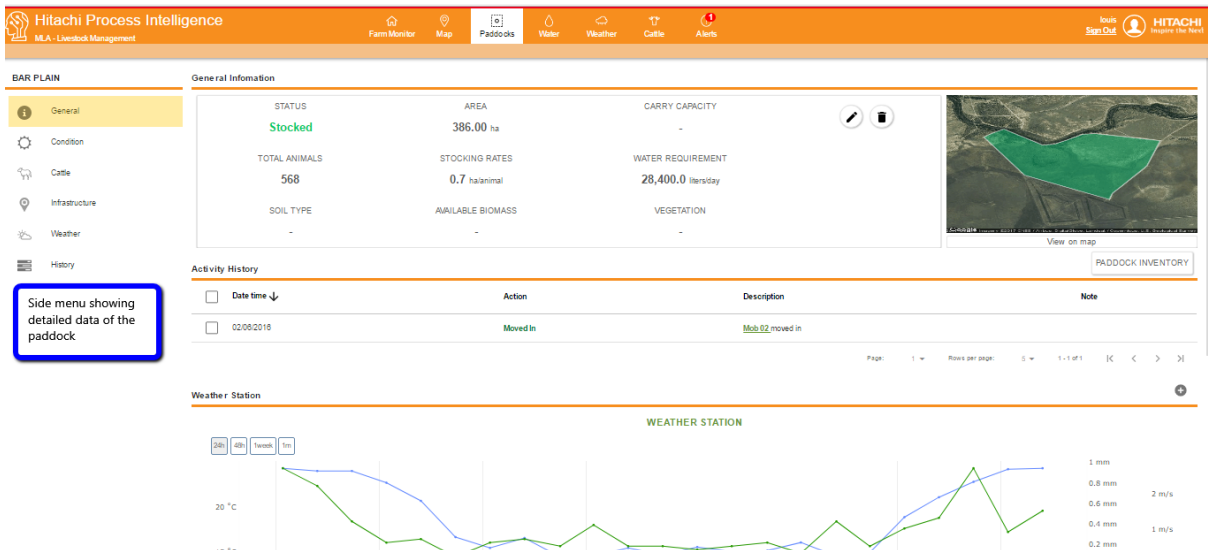 Hitachi Process Intelligence
MLA - Livestock Management
Farm Monitor
Map
Paddocks
Water
Weather
Cattle
1
Alerts
louis
Sign Out
HITACHI
Inspire the Next
BAR PLAIN
General
Condition
Cattle
Infrastructure
Weather
History
Side menu showing
detailed data of the
paddock
General Infomation
STATUS AREA CARRY CAPACITY
Stocked 386.00 ha -
TOTAL ANIMALS STOCKING RATES WATER REQUIREMENT
568 0.7 ha/animal 28,400.0 liters/day
SOIL TYPE AVAILABLE BIOMASS VEGETATION
- - -
Google
View on map
PADDOCK INVENTORY
Activity History
Date time Action Description Note
02/06/2016 Moved In Mob 02 moved in
Page: 1 Rows per page: 5 1-1 of 1
Weather Station
WEATHER STATION
24h 48h 1week 1m
1 mm
0.8 mm
2 m/s
20 °C
0.6 mm
0.4 mm
1 m/s
0.2 mm